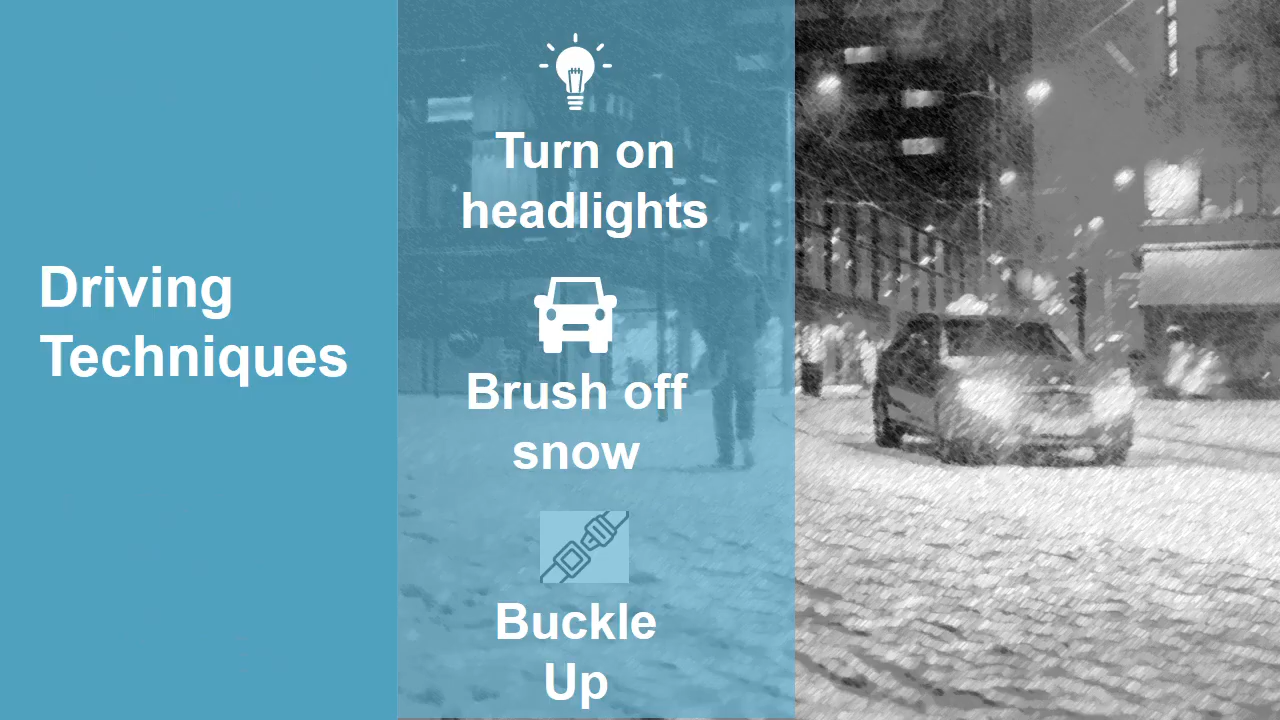 Driving
Techniques
Turn on
headlights
Brush off
snow
Buckle
Up